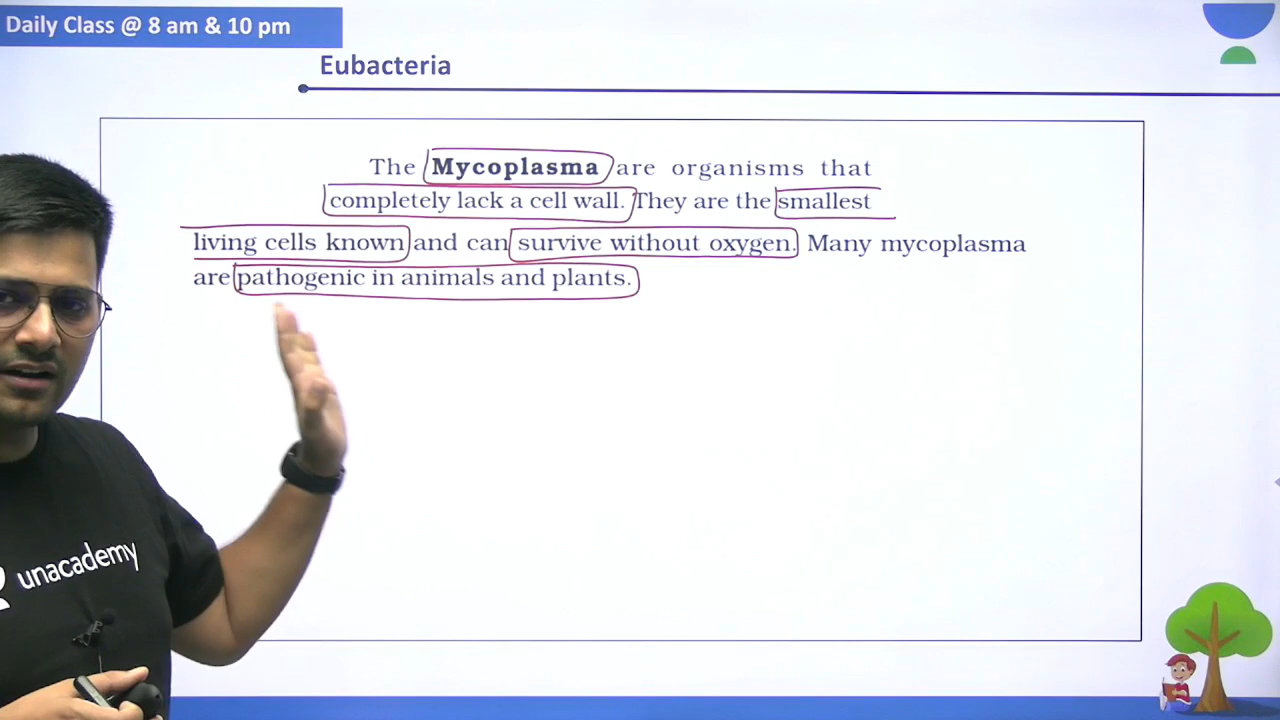 Daily Class @ 8 am & 10 pm
Eubacteria
The Mycoplasma are organisms that
completely lack a cell wall. They are the smallest
living cells known and can survive without oxygen. Many mycoplasma
are pathogenic in animals and plants.
unacademy